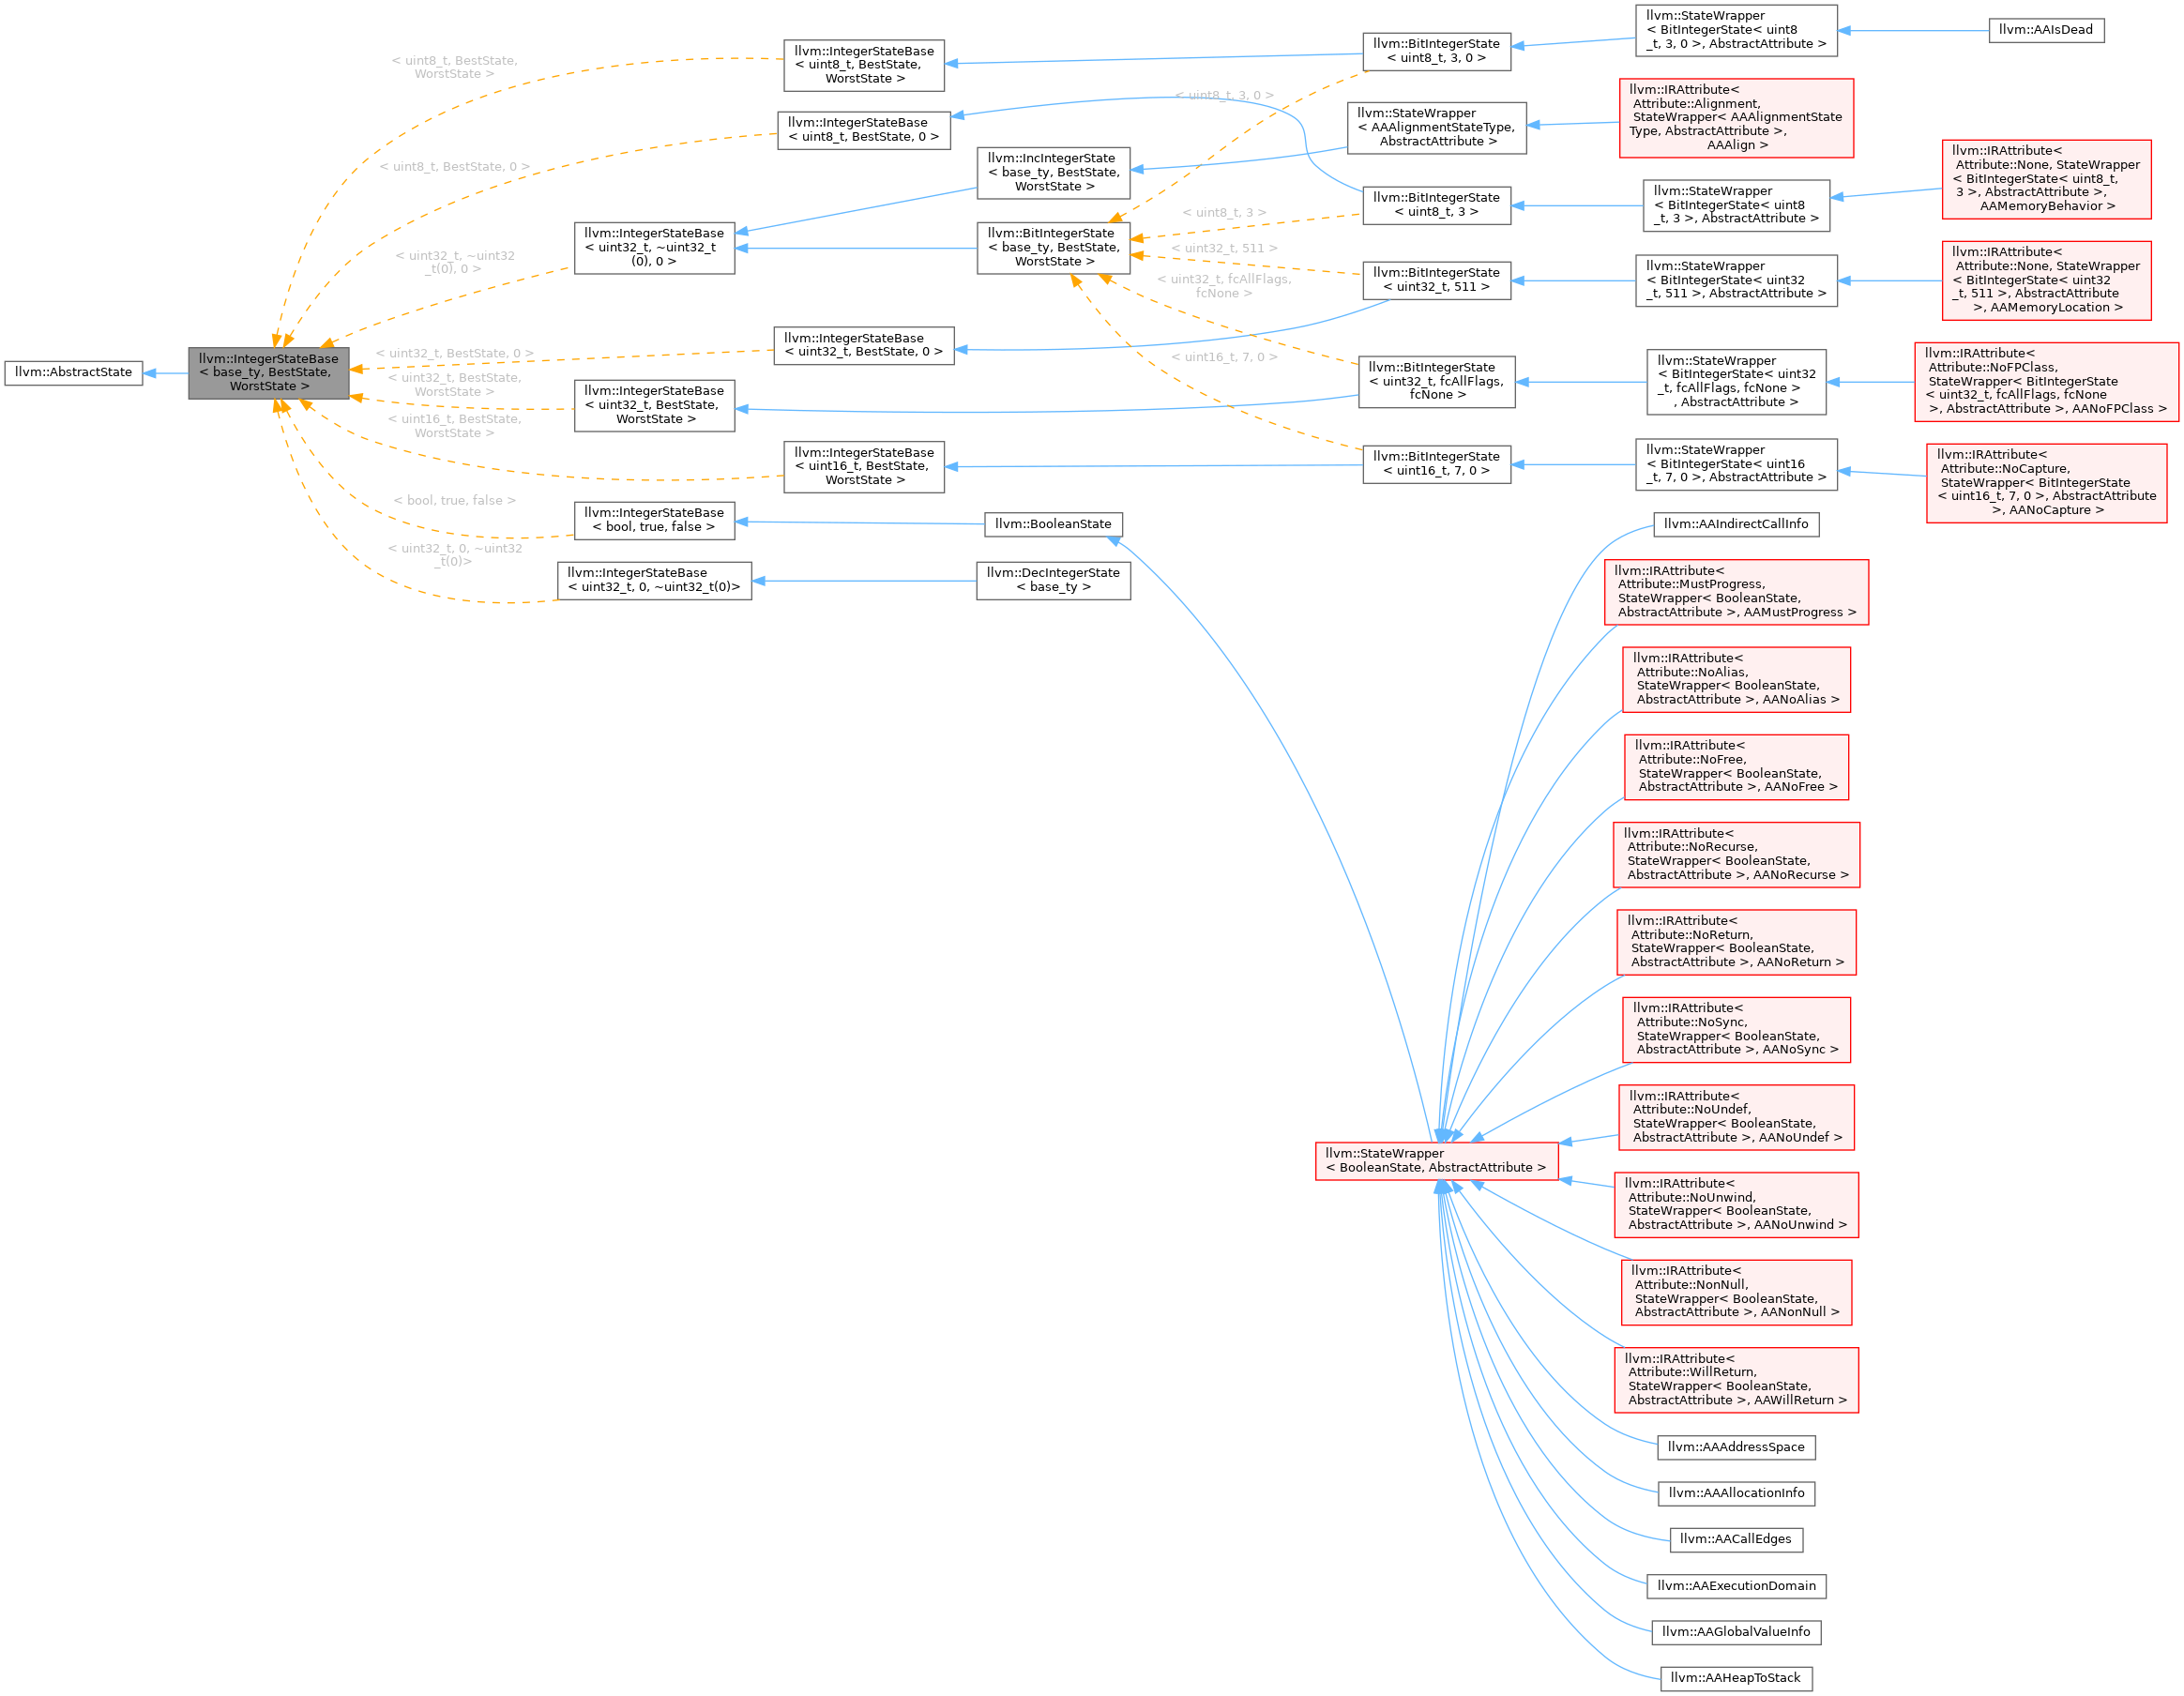 llvm::AbstractState
llvm::IntegerStateBase
< base_ty, BestState,
WorstState >
< uint8_t, BestState,
WorstState >
< uint8_t, BestState, 0 >
< uint32_t, ~uint32
_t(0), 0 >
< uint32_t, BestState, 0 >
< uint32_t, BestState,
WorstState >
< uint16_t, BestState,
WorstState >
< bool, true, false >
< uint32_t, 0, ~uint32
_t(0)>
llvm::IntegerStateBase
< uint8_t, BestState,
WorstState >
llvm::IntegerStateBase
< uint8_t, BestState, 0 >
llvm::IntegerStateBase
< uint32_t, ~uint32_t
(0), 0 >
llvm::IntegerStateBase
< uint32_t, BestState, 0 >
llvm::IntegerStateBase
< uint32_t, BestState,
WorstState >
llvm::IntegerStateBase
< uint16_t, BestState,
WorstState >
llvm::IntegerStateBase
< bool, true, false >
llvm::IntegerStateBase
< uint32_t, 0, ~uint32_t(0)>
llvm::IncIntegerState
< base_ty, BestState,
WorstState >
llvm::BitIntegerState
< base_ty, BestState,
WorstState >
llvm::BooleanState
llvm::DecIntegerState
< base_ty >
< uint8_t, 3, 0 >
< uint8_t, 3 >
< uint32_t, 511 >
< uint32_t, fcAllFlags,
fcNone >
< uint16_t, 7, 0 >
llvm::BitIntegerState
< uint8_t, 3, 0 >
llvm::StateWrapper
< AAAlignmentStateType,
AbstractAttribute >
llvm::BitIntegerState
< uint8_t, 3 >
llvm::BitIntegerState
< uint32_t, 511 >
llvm::BitIntegerState
< uint32_t, fcAllFlags,
fcNone >
llvm::BitIntegerState
< uint16_t, 7, 0 >
llvm::StateWrapper
< BooleanState, AbstractAttribute >
llvm::StateWrapper
< BitIntegerState< uint8
_t, 3, 0 >, AbstractAttribute >
llvm::IRAttribute<
Attribute::Alignment,
StateWrapper< AAAlignmentState
Type, AbstractAttribute >,
AAAlign >
llvm::StateWrapper
< BitIntegerState< uint8
_t, 3 >, AbstractAttribute >
llvm::StateWrapper
< BitIntegerState< uint32
_t, 511 >, AbstractAttribute >
llvm::StateWrapper
< BitIntegerState< uint32
_t, fcAllFlags, fcNone >
, AbstractAttribute >
llvm::StateWrapper
< BitIntegerState< uint16
_t, 7, 0 >, AbstractAttribute >
llvm::AAIndirectCallInfo
llvm::IRAttribute<
Attribute::MustProgress,
StateWrapper< BooleanState,
AbstractAttribute >, AAMustProgress >
llvm::IRAttribute<
Attribute::NoAlias,
StateWrapper< BooleanState,
AbstractAttribute >, AANoAlias >
llvm::IRAttribute<
Attribute::NoFree,
StateWrapper< BooleanState,
AbstractAttribute >, AANoFree >
llvm::IRAttribute<
Attribute::NoRecurse,
StateWrapper< BooleanState,
AbstractAttribute >, AANoRecurse >
llvm::IRAttribute<
Attribute::NoReturn,
StateWrapper< BooleanState,
AbstractAttribute >, AANoReturn >
llvm::IRAttribute<
Attribute::NoSync,
StateWrapper< BooleanState,
AbstractAttribute >, AANoSync >
llvm::IRAttribute<
Attribute::NoUndef,
StateWrapper< BooleanState,
AbstractAttribute >, AANoUndef >
llvm::IRAttribute<
Attribute::NoUnwind,
StateWrapper< BooleanState,
AbstractAttribute >, AANoUnwind >
llvm::IRAttribute<
Attribute::NonNull,
StateWrapper< BooleanState,
AbstractAttribute >, AANonNull >
llvm::IRAttribute<
Attribute::WillReturn,
StateWrapper< BooleanState,
AbstractAttribute >, AAWillReturn >
llvm::AAAddressSpace
llvm::AAAllocationInfo
llvm::AACallEdges
llvm::AAExecutionDomain
llvm::AAGlobalValueInfo
llvm::AAHeapToStack
llvm::AAIsDead
llvm::IRAttribute<
Attribute::None, StateWrapper
< BitIntegerState< uint8_t,
3 >, AbstractAttribute >,
AAMemoryBehavior >
llvm::IRAttribute<
Attribute::None, StateWrapper
< BitIntegerState< uint32
_t, 511 >, AbstractAttribute
>, AAMemoryLocation >
llvm::IRAttribute<
Attribute::NoFPClass,
StateWrapper< BitIntegerState
< uint32_t, fcAllFlags, fcNone
>, AbstractAttribute >, AANoFPClass >
llvm::IRAttribute<
Attribute::NoCapture,
StateWrapper< BitIntegerState
< uint16_t, 7, 0 >, AbstractAttribute
>, AANoCapture >